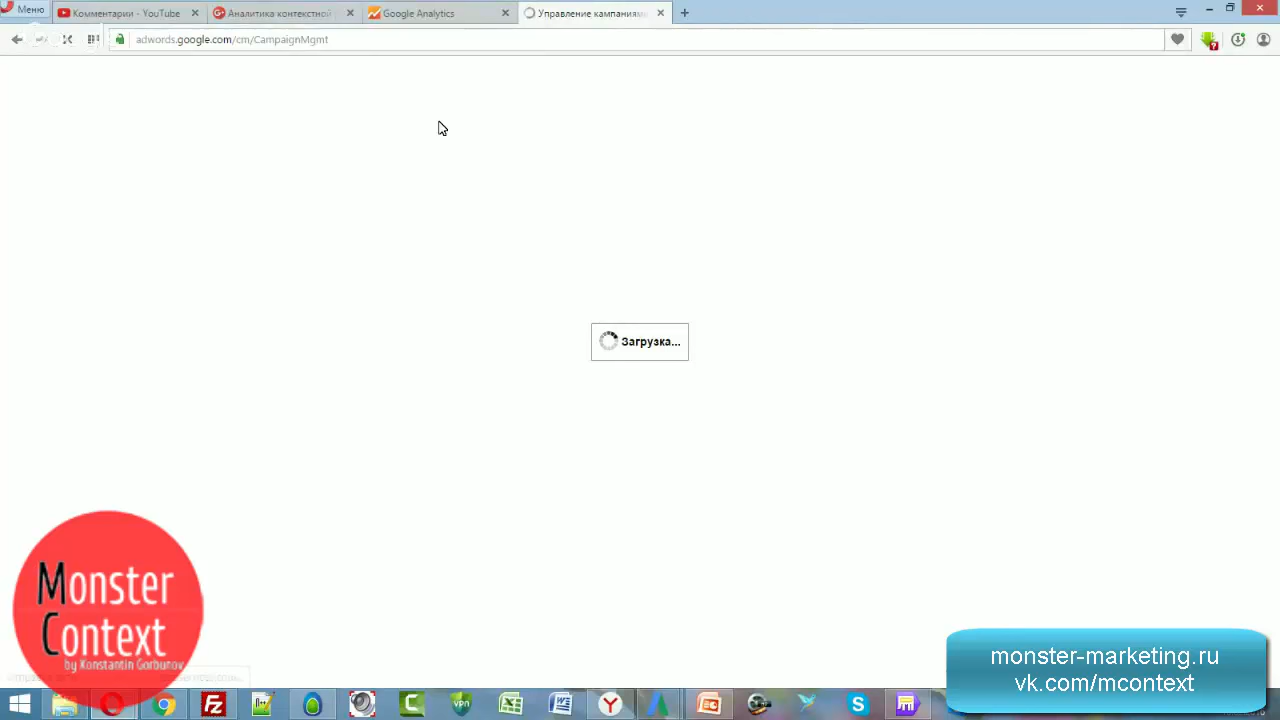 Меню
Комментарии - YouTube
Аналитика контекстной
Google Analytics
Управление кампаниями
adwords.google.com/cm/CampaignMgmt
Загрузка...
Monster
Context
by Konstantin Gorbunov
monster-marketing.ru
vk.com/mcontext